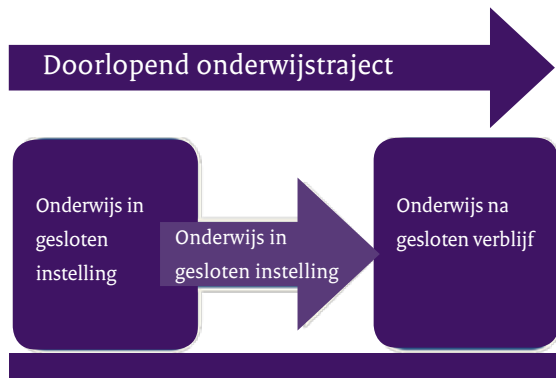 Doorlopend onderwijstraject
Onderwijs in
gesloten
instelling
Onderwijs in
gesloten instelling
Onderwijs na
gesloten verblijf